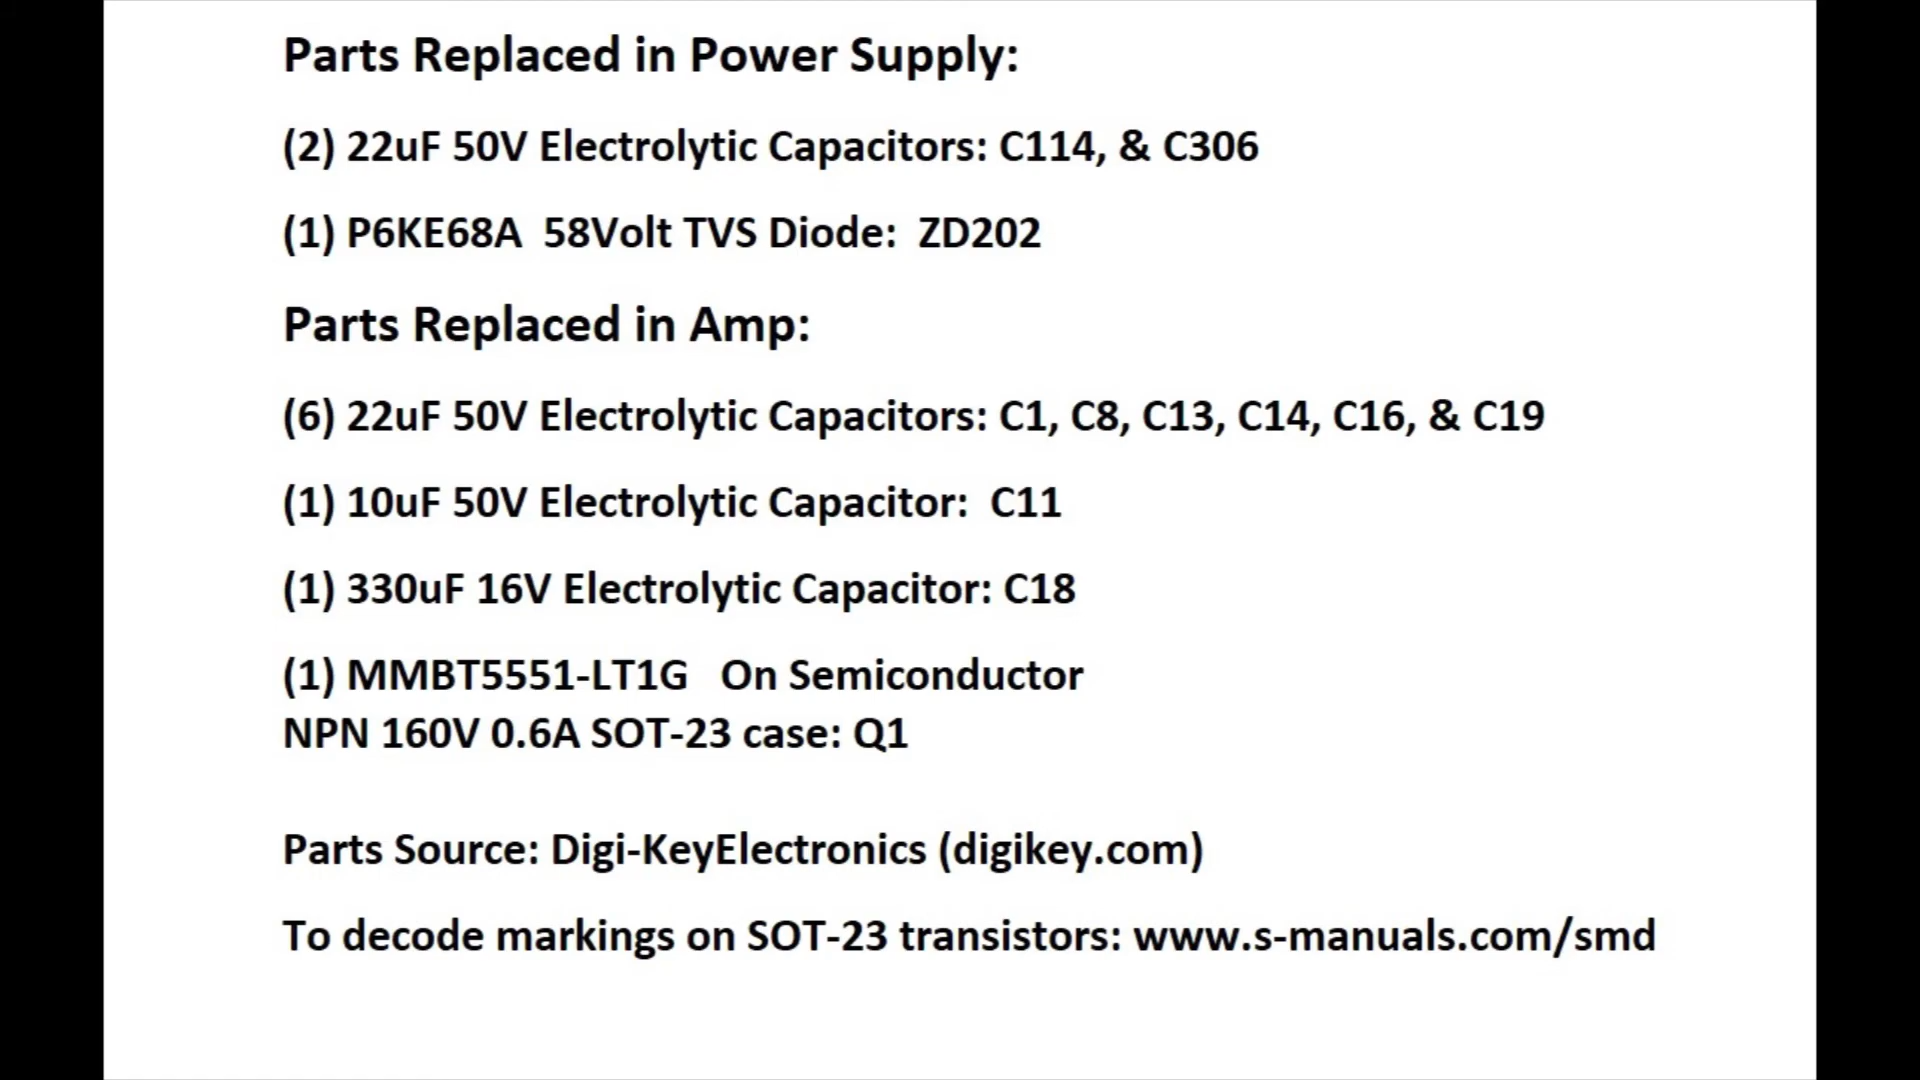 Parts Replaced in Power Supply:
(2) 22uF 50V Electrolytic Capacitors: C114, & C306
(1) P6KE68A  58Volt TVS Diode:  ZD202
Parts Replaced in Amp:
(6) 22uF 50V Electrolytic Capacitors: C1, C8, C13, C14, C16, & C19
(1) 10uF 50V Electrolytic Capacitor:  C11
(1) 330uF 16V Electrolytic Capacitor: C18
(1) MMBT5551-LT1G   On Semiconductor
NPN 160V 0.6A SOT-23 case: Q1
Parts Source: Digi-KeyElectronics (digikey.com)
To decode markings on SOT-23 transistors: www.s-manuals.com/smd